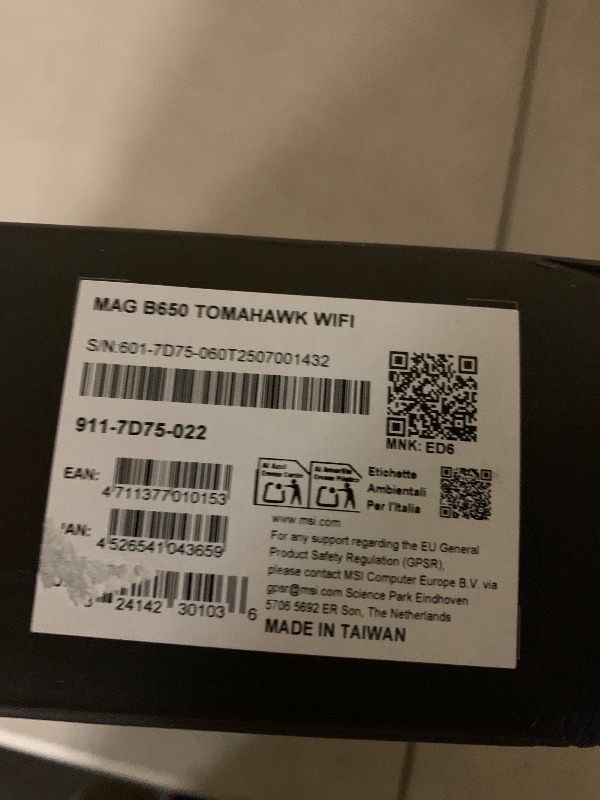 MAG B650 TOMAHAWK WIFI
S/N:601-7D75-060T2507001432
911-7D75-022
MNK: ED6
EAN:
4711377010153
4526541043659
24142 30103 6
Etichette
Ambientali
Per l'Italia
www.msi.com
For any support regarding the EU General
Product Safety Regulation (GPSR),
please contact MSI Computer Europe B.V. via
gpsr@msi.com Science Park Eindhoven
5706 5692 ER Son, The Netherlands
MADE IN TAIWAN